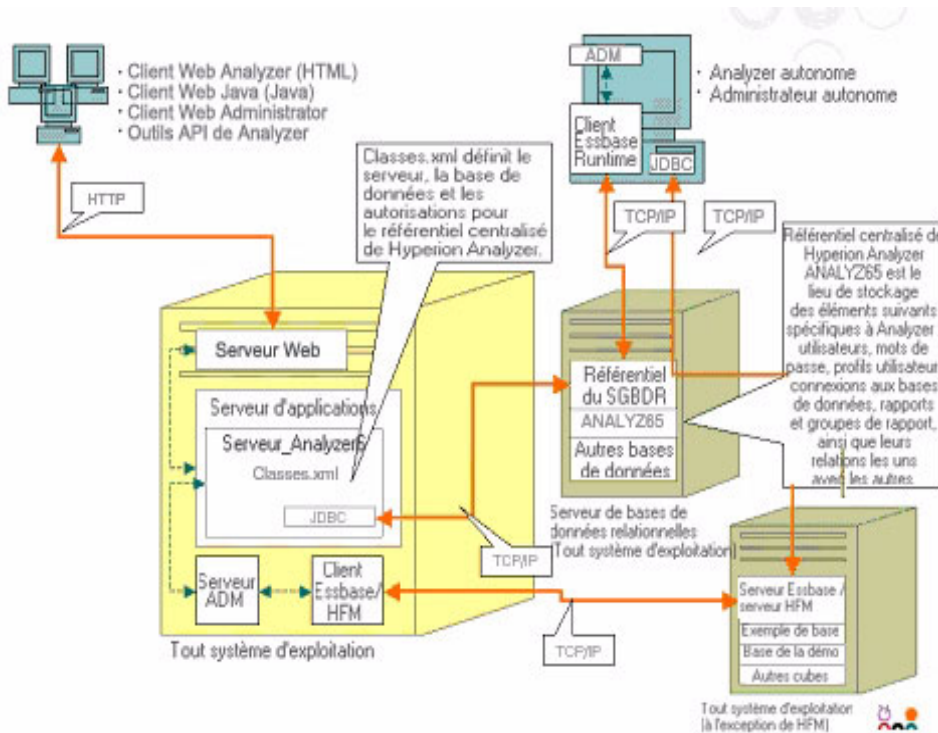 · Client Web Analyzer (HTML)
· Client Web Java (Java)
· Client Web Administrator
· Outils API de Analyzer
HTTP
Classes.xml définit le
serveur, la base de
données et les
autorisations pour
le référentiel centralisé
de Hyperion Analyzer.
ADM
Client
Essbase
Runtime
JDBC
· Analyzer autonome
· Administrateur autonome
TCP/IP
TCP/IP
Référentiel centralisé de
Hyperion Analyzer
ANALYZ65 est le
lieu de stockage
des éléments suivants
spécifiques à Analyzer
utilisateurs, mots de
passe, profils utilisateur
connexions aux bases
de données, rapports
et groupes de rapport,
ainsi que leurs
relations les uns
avec les autres
Serveur Web
Serveur d'applications
Serveur_Analyzer6
Classes.xml
JDBC
Serveur
ADM
Client
Essbase/
HFM
Tout système d'exploitation
Référentiel
du SGBDR
ANALYZ65
Autres bases
de données
Serveur de bases de
données relationnelles
(Tout système d'exploitation)
TCP/IP
TCP/IP
Serveur Essbase /
serveur HFM
Exemple de base
Base de la démo
Autres cubes
Tout système d'exploitation
(à l'exception de HFM)